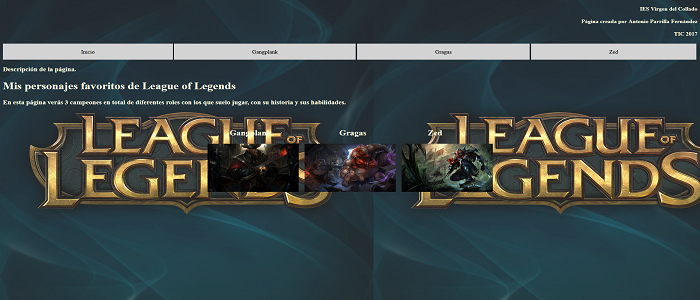 IES Virgen del Collado
Página creada por Antonio Parrilla Fernández
TIC 2017
Inicio Gangplank Gragas Zed
Descripción de la página.
Mis personajes favoritos de League of Legends
En esta página verás 3 campeones en total de diferentes roles con los que suelo jugar, con su historia y sus habilidades.
LEAGUE OF LEGENDS
LEAGUE OF LEGENDS
Gangplank Gragas Zed